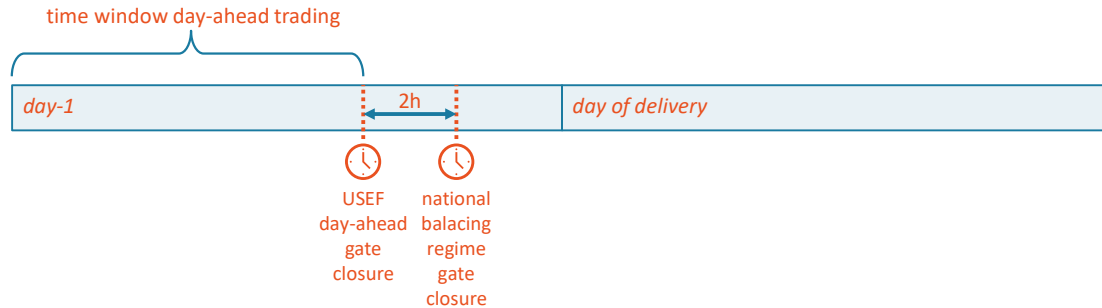 time window day-ahead trading
day-1
2h
day of delivery
USEF
day-ahead
gate
closure
national
balacing
regime
gate
closure